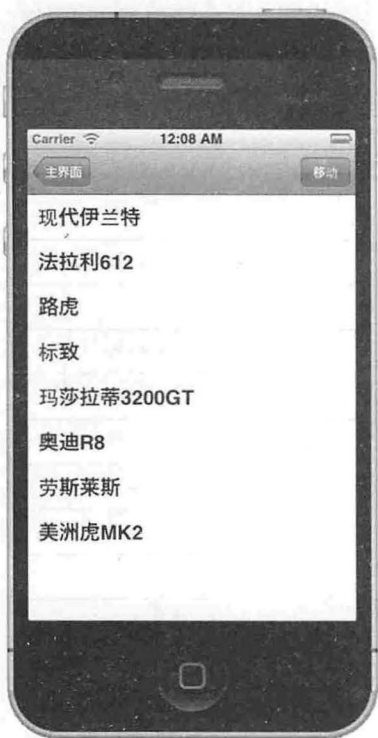 Carrier 12:08 AM
主界面 移动
现代伊兰特
法拉利612
路虎
标致
玛莎拉蒂3200GT
奥迪R8
劳斯莱斯
美洲虎MK2